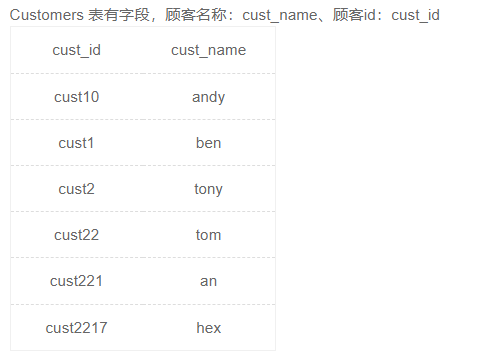 Customers 表有字段，顾客名称：cust_name、顾客id：cust_id
cust_id cust_name
cust10 andy
cust1 ben
cust2 tony
cust22 tom
cust221 an
cust2217 hex